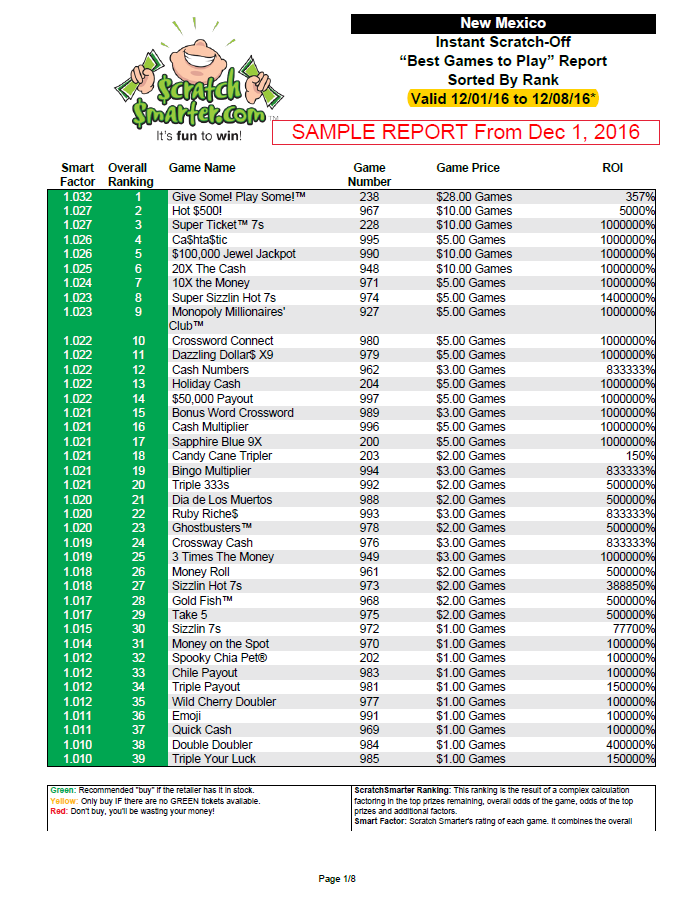 New Mexico
Instant Scratch-Off
“Best Games to Play” Report
Sorted By Rank
Valid 12/01/16 to 12/08/16*
$cratch
$marter.com™
It's fun to win!
SAMPLE REPORT From Dec 1, 2016
Smart Overall Game Name Game Game Price ROI
Factor Ranking Number
1.032 1 Give Some! Play Some!™ 238 $28.00 Games 357%
1.027 2 Hot $500! 967 $10.00 Games 5000%
1.027 3 Super Ticket™ 7s 228 $10.00 Games 1000000%
1.026 4 Ca$hta$tic 995 $5.00 Games 1000000%
1.026 5 $100,000 Jewel Jackpot 990 $10.00 Games 1000000%
1.025 6 20X The Cash 948 $10.00 Games 1000000%
1.024 7 10X the Money 971 $5.00 Games 1000000%
1.023 8 Super Sizzlin Hot 7s 974 $5.00 Games 1400000%
1.023 9 Monopoly Millionaires' 927 $5.00 Games 1000000%
Club™
1.022 10 Crossword Connect 980 $5.00 Games 1000000%
1.022 11 Dazzling Dollar$ X9 979 $5.00 Games 1000000%
1.022 12 Cash Numbers 962 $3.00 Games 833333%
1.022 13 Holiday Cash 204 $5.00 Games 1000000%
1.022 14 $50,000 Payout 997 $5.00 Games 1000000%
1.021 15 Bonus Word Crossword 989 $3.00 Games 1000000%
1.021 16 Cash Multiplier 996 $5.00 Games 1000000%
1.021 17 Sapphire Blue 9X 200 $5.00 Games 1000000%
1.021 18 Candy Cane Tripler 203 $2.00 Games 150%
1.021 19 Bingo Multiplier 994 $3.00 Games 833333%
1.021 20 Triple 333s 992 $2.00 Games 500000%
1.020 21 Dia de Los Muertos 988 $2.00 Games 500000%
1.020 22 Ruby Riche$ 993 $3.00 Games 833333%
1.020 23 Ghostbusters™ 978 $2.00 Games 500000%
1.019 24 Crossway Cash 976 $3.00 Games 833333%
1.019 25 3 Times The Money 949 $3.00 Games 1000000%
1.018 26 Money Roll 961 $2.00 Games 500000%
1.018 27 Sizzlin Hot 7s 973 $2.00 Games 388850%
1.017 28 Gold Fish™ 968 $2.00 Games 500000%
1.017 29 Take 5 975 $2.00 Games 500000%
1.015 30 Sizzlin 7s 972 $1.00 Games 77700%
1.014 31 Money on the Spot 970 $1.00 Games 100000%
1.012 32 Spooky Chia Pet® 202 $1.00 Games 100000%
1.012 33 Chile Payout 983 $1.00 Games 100000%
1.012 34 Triple Payout 981 $1.00 Games 150000%
1.012 35 Wild Cherry Doubler 977 $1.00 Games 100000%
1.011 36 Emoji 991 $1.00 Games 100000%
1.011 37 Quick Cash 969 $1.00 Games 100000%
1.010 38 Double Doubler 984 $1.00 Games 400000%
1.010 39 Triple Your Luck 985 $1.00 Games 150000%
Green: Recommended "buy" if the retailer has it in stock.
Yellow: Only buy IF there are no GREEN tickets available.
Red: Don't buy, you'll be wasting your money!
ScratchSmarter Ranking: This ranking is the result of a complex calculation
factoring in the top prizes remaining, overall odds of the game, odds of the top
prizes and additional factors.
Smart Factor: Scratch Smarter's rating of each game. It combines the overall
Page 1/8